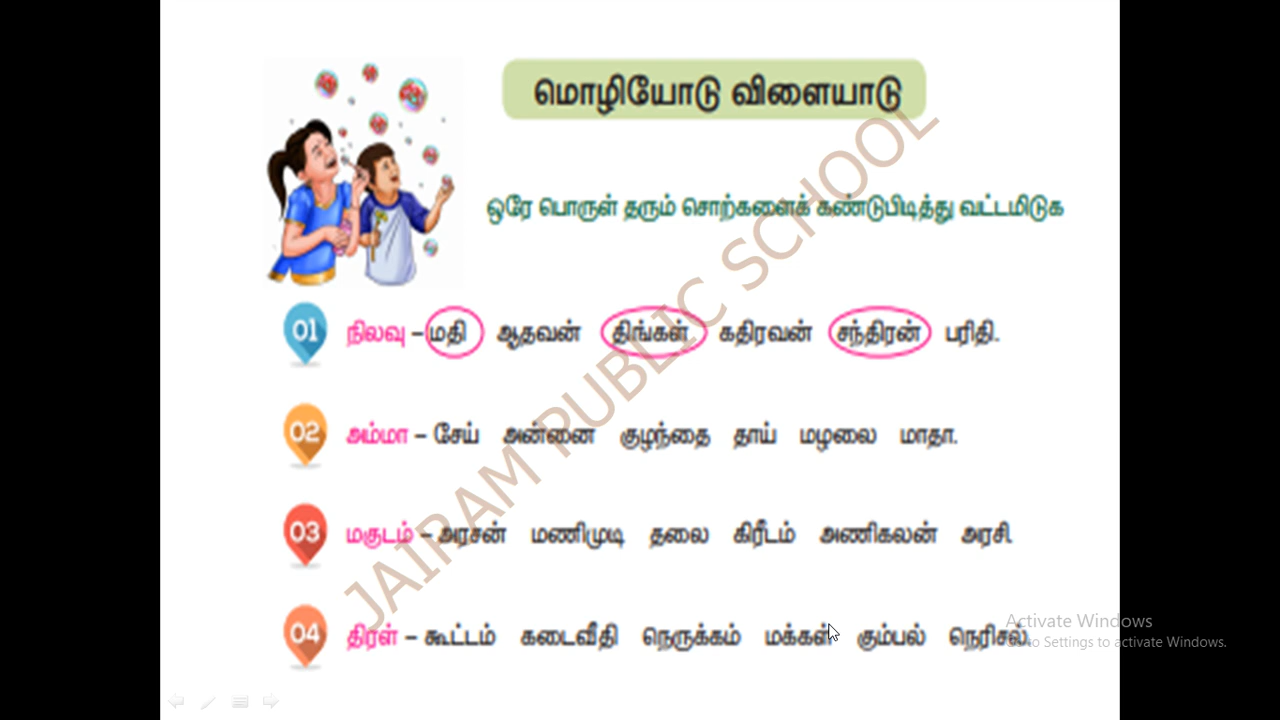 மொழியோடு விளையாடு
ஒரே பொருள் தரும் சொற்களைக் கண்டுபிடித்து வட்டமிடுக
01 நிலவு – மதி ஆதவன் திங்கள் கதிரவன் சந்திரன் பரிதி.
02 அம்மா – சேய் அன்னை குழந்தை தாய் மழலை மாதா.
03 மகுடம் – அரசன் மணிமுடி தலை கிரீடம் அணிகலன் அரசி.
04 திரள் – கூட்டம் கடைவீதி நெருக்கம் மக்கள் கும்பல் நெரிசல்.
JAIRAM PUBLIC SCHOOL
Activate Windows
Go to Settings to activate Windows.